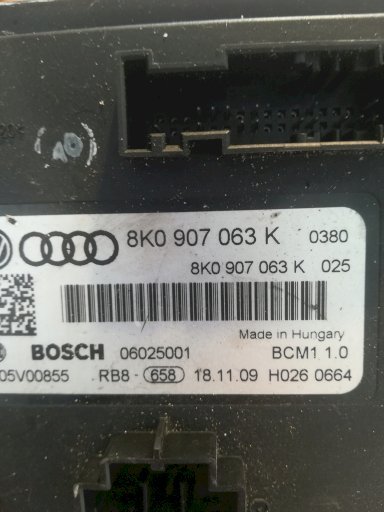 (AO)
8K0 907 063 K 0380
8K0 907 063 K 025
Made in Hungary
BOSCH 06025001 BCM1 1.0
05V00855 RB8 - 658 18.11.09 H026 0664